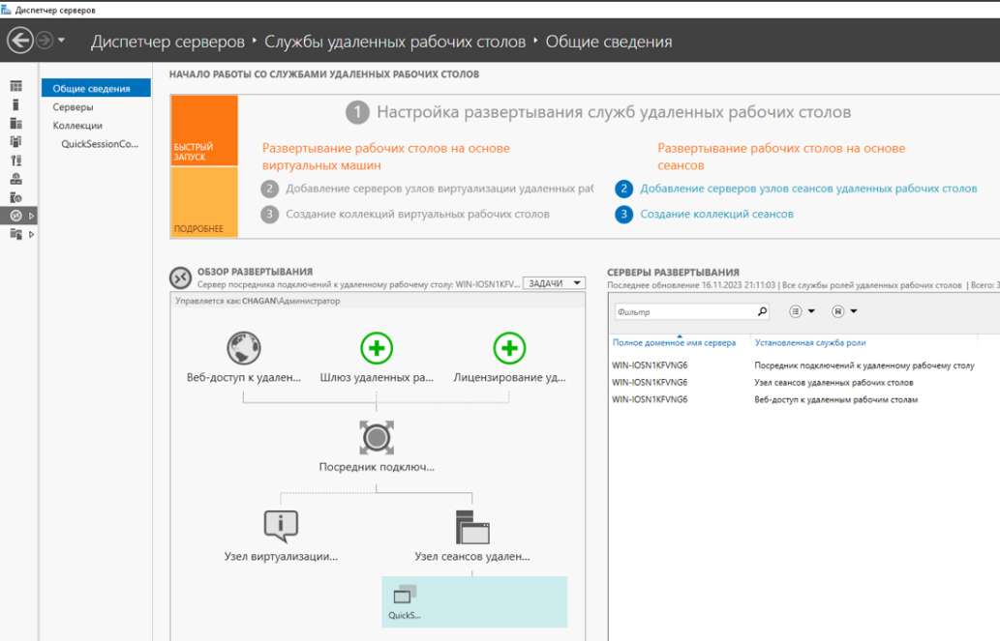 Диспетчер серверов
Диспетчер серверов ‣ Службы удаленных рабочих столов ‣ Общие сведения
Общие сведения
Серверы
Коллекции
QuickSessionCo...
НАЧАЛО РАБОТЫ СО СЛУЖБАМИ УДАЛЕННЫХ РАБОЧИХ СТОЛОВ
БЫСТРЫЙ
ЗАПУСК
ПОДРОБНЕЕ
1 Настройка развертывания служб удаленных рабочих столов
Развертывание рабочих столов на основе
виртуальных машин
2 Добавление серверов узлов виртуализации удаленных раб
3 Создание коллекций виртуальных рабочих столов
Развертывание рабочих столов на основе
сеансов
2 Добавление серверов узлов сеансов удаленных рабочих столов
3 Создание коллекций сеансов
ОБЗОР РАЗВЕРТЫВАНИЯ
Сервер посредника подключений к удаленному рабочему столу: WIN-IOSN1KFV... ЗАДАЧИ
Управляется как: CHAGAN\Администратор
Веб-доступ к удален... Шлюз удаленных ра... Лицензирование уд...
Посредник подключ...
Узел виртуализации... Узел сеансов удален...
QuickS...
СЕРВЕРЫ РАЗВЕРТЫВАНИЯ
Последнее обновление 16.11.2023 21:11:03 | Все службы ролей удаленных рабочих столов | Всего: 3
Фильтр
Полное доменное имя сервера Установленная служба роли
WIN-IOSN1KFVNG6 Посредник подключений к удаленному рабочему столу
WIN-IOSN1KFVNG6 Узел сеансов удаленных рабочих столов
WIN-IOSN1KFVNG6 Веб-доступ к удаленным рабочим столам